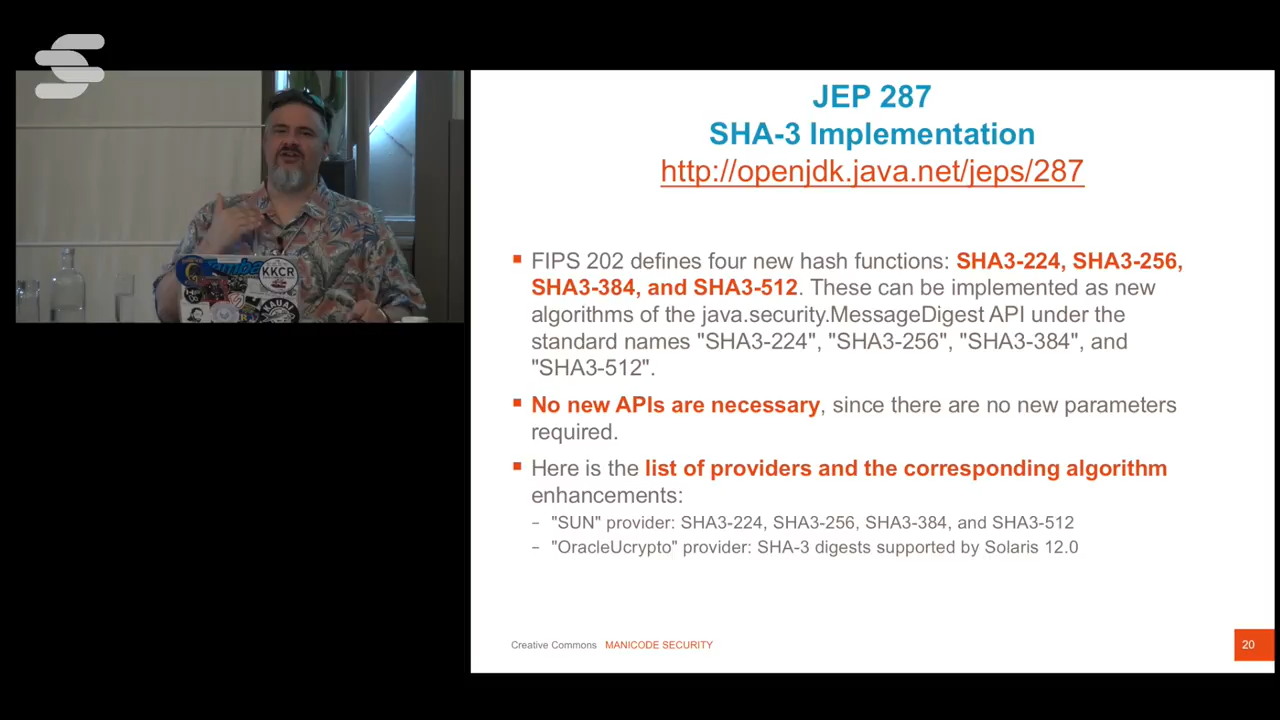 JEP 287
SHA-3 Implementation
http://openjdk.java.net/jeps/287
▪ FIPS 202 defines four new hash functions: SHA3-224, SHA3-256,
SHA3-384, and SHA3-512. These can be implemented as new
algorithms of the java.security.MessageDigest API under the
standard names "SHA3-224", "SHA3-256", "SHA3-384", and
"SHA3-512".
▪ No new APIs are necessary, since there are no new parameters
required.
▪ Here is the list of providers and the corresponding algorithm
enhancements:
− "SUN" provider: SHA3-224, SHA3-256, SHA3-384, and SHA3-512
− "OracleUcrypto" provider: SHA-3 digests supported by Solaris 12.0
Creative Commons MANICODE SECURITY
20
KKCR